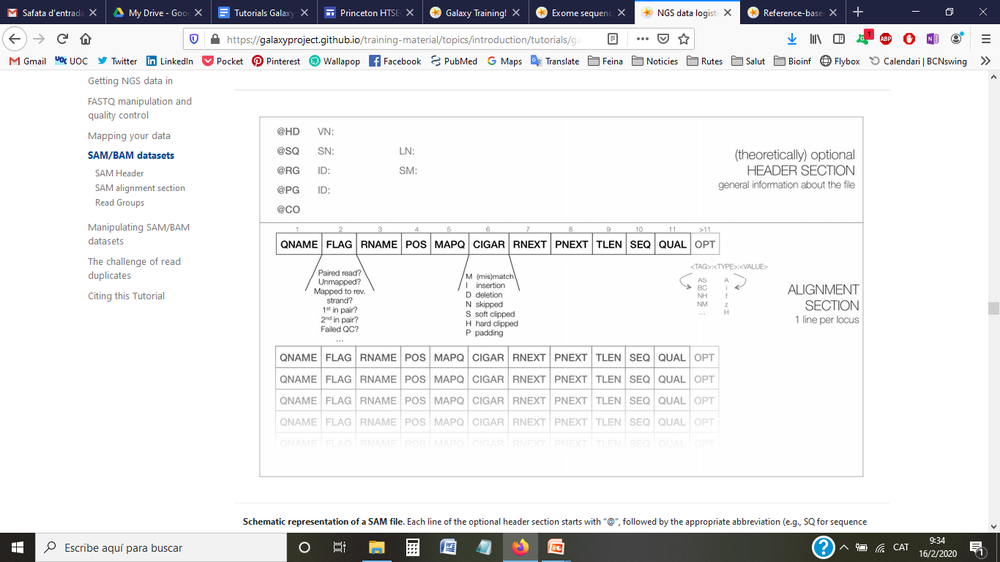 Safata d'entrada
My Drive - Goo
Tutorials Galaxy
Princeton HTSE
Galaxy Training!
Exome sequenc
NGS data logisti
Reference-base
https://galaxyproject.github.io/training-material/topics/introduction/tutorials/ga
1
ABP
Gmail
UOC
Twitter
LinkedIn
Pocket
Pinterest
Wallapop
Facebook
PubMed
Maps
Translate
Feina
Noticies
Rutes
Salut
Bioinf
Flybox
Calendari | BCNswing
Getting NGS data in
FASTQ manipulation and
quality control
Mapping your data
SAM/BAM datasets
SAM Header
SAM alignment section
Read Groups
Manipulating SAM/BAM
datasets
The challenge of read
duplicates
Citing this Tutorial
@HD VN:
@SQ SN: LN:
@RG ID: SM:
@PG ID:
@CO
(theoretically) optional
HEADER SECTION
general information about the file
1 2 3 4 5 6 7 8 9 10 11 >11
QNAME FLAG RNAME POS MAPQ CIGAR RNEXT PNEXT TLEN SEQ QUAL OPT
Paired read?
Unmapped?
Mapped to rev.
strand?
1st in pair?
2nd in pair?
Failed QC?
...
M (mis)match
I insertion
D deletion
N skipped
S soft clipped
H hard clipped
P padding
<TAG>:<TYPE>:<VALUE>
AS A
BC i
NH f
NM z
... H
ALIGNMENT
SECTION
1 line per locus
QNAME FLAG RNAME POS MAPQ CIGAR RNEXT PNEXT TLEN SEQ QUAL OPT
QNAME FLAG RNAME POS MAPQ CIGAR RNEXT PNEXT TLEN SEQ QUAL OPT
QNAME FLAG RNAME POS MAPQ CIGAR RNEXT PNEXT TLEN SEQ QUAL OPT
QNAME FLAG RNAME POS MAPQ CIGAR RNEXT PNEXT TLEN SEQ QUAL OPT
QNAME FLAG RNAME POS MAPQ CIGAR RNEXT PNEXT TLEN SEQ QUAL OPT
Schematic representation of a SAM file. Each line of the optional header section starts with “@”, followed by the appropriate abbreviation (e.g., SQ for sequence
Escribe aquí para buscar
CAT
9:34
16/2/2020
1